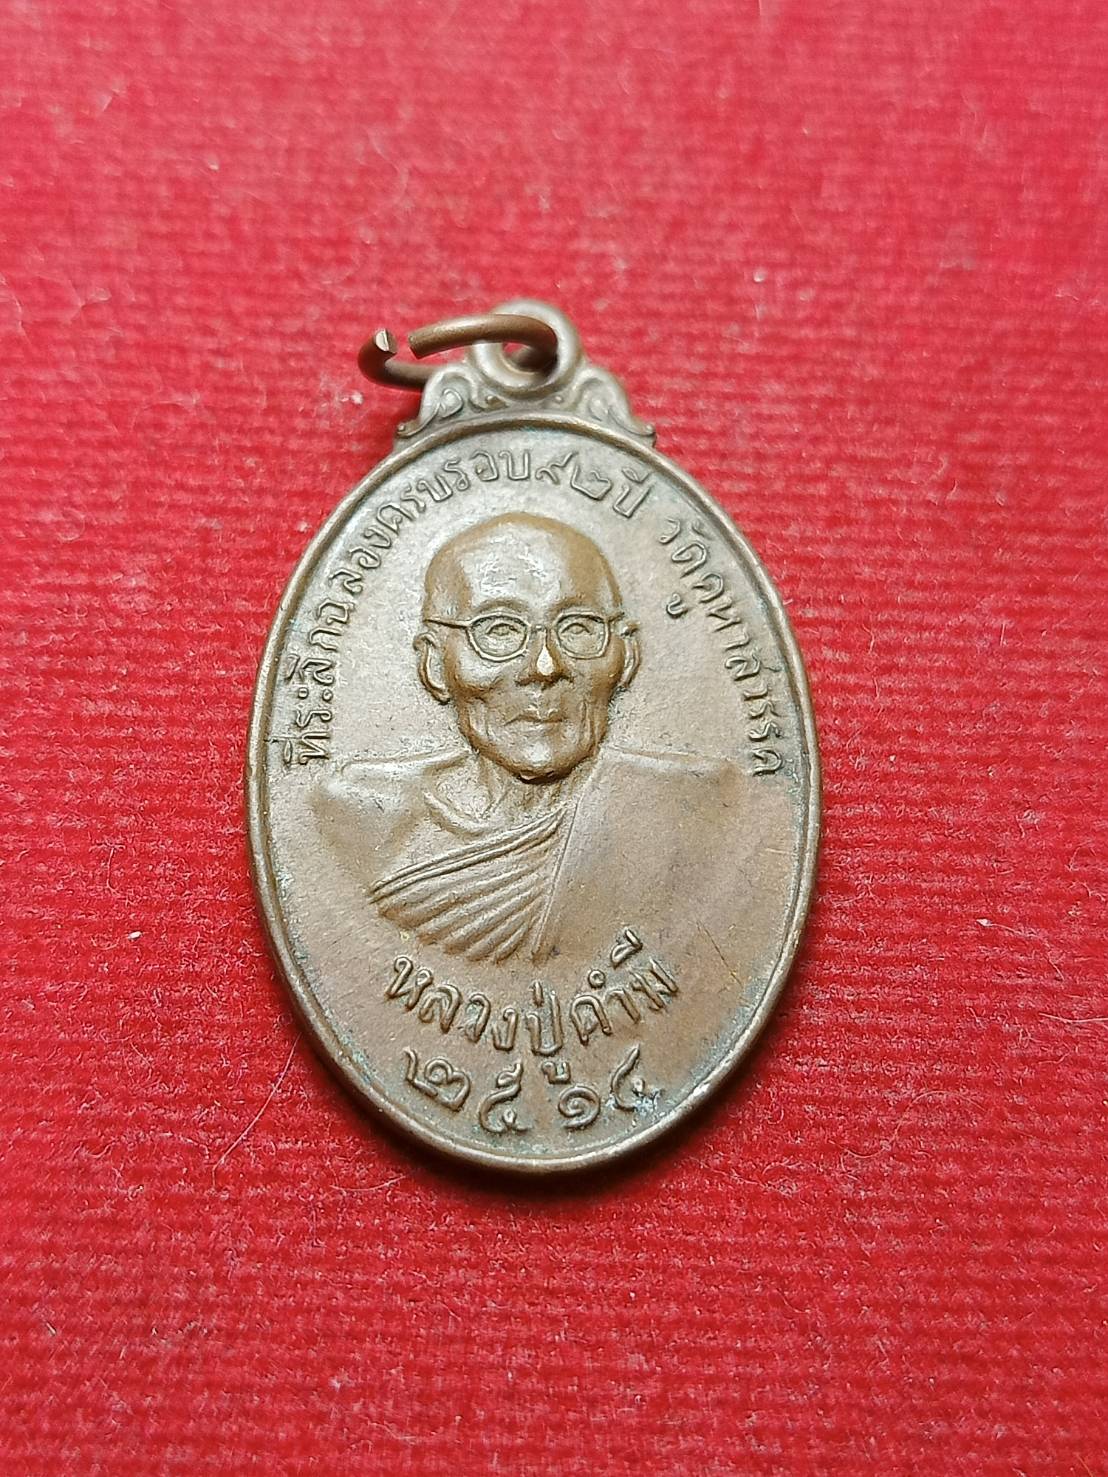 ที่ระลึกฉลองครบรอบ๙๒ปี วัดคูหาสวรรค
หลวงปู่คำพี
๒๕๑๔